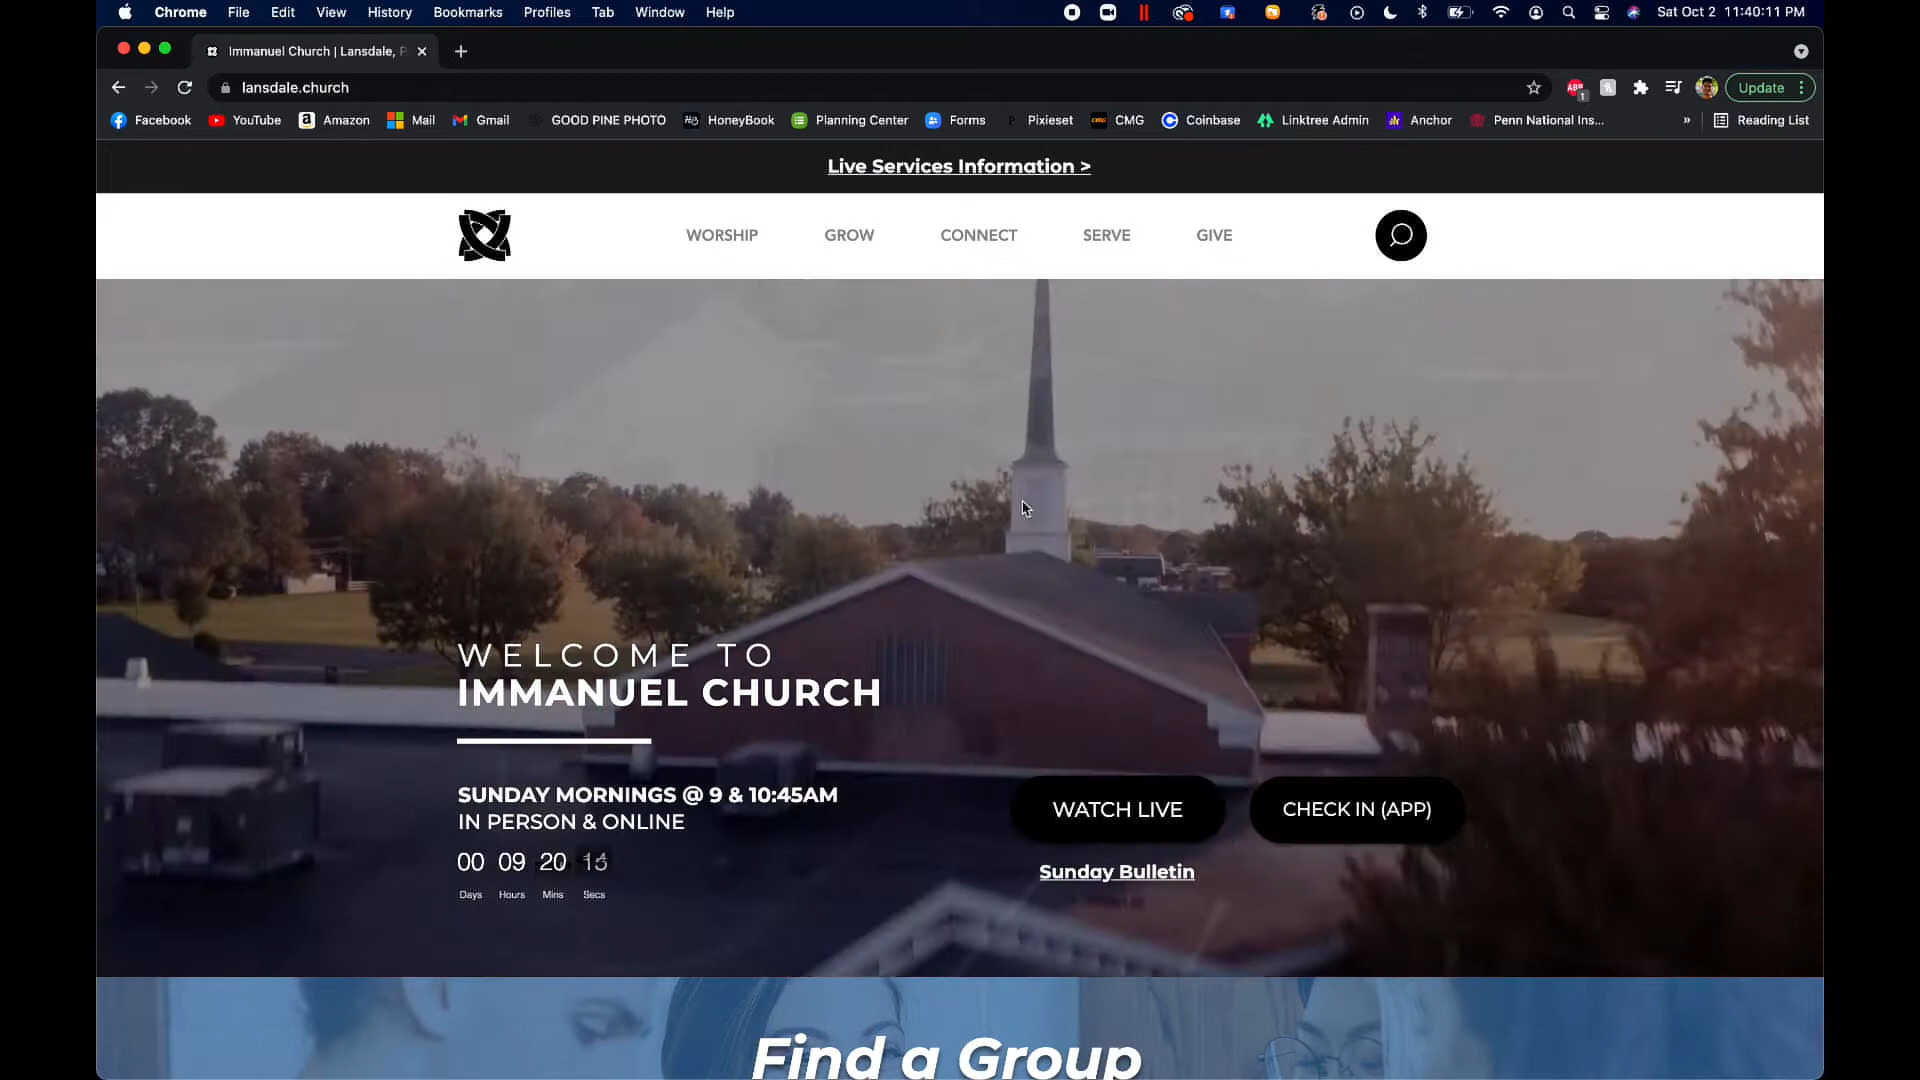 Chrome File Edit View History Bookmarks Profiles Tab Window Help Sat Oct 2 11:40:11 PM
Immanuel Church | Lansdale, P
lansdale.church ABP 1 Update
Facebook YouTube Amazon Mail Gmail GOOD PINE PHOTO HoneyBook Planning Center Forms Pixieset CMG Coinbase Linktree Admin Anchor Penn National Ins... » Reading List
Live Services Information >
WORSHIP GROW CONNECT SERVE GIVE
WELCOME TO
IMMANUEL CHURCH
SUNDAY MORNINGS @ 9 & 10:45AM
IN PERSON & ONLINE
WATCH LIVE CHECK IN (APP)
00 09 20
Sunday Bulletin
Days Hours Mins Secs
Find a Group